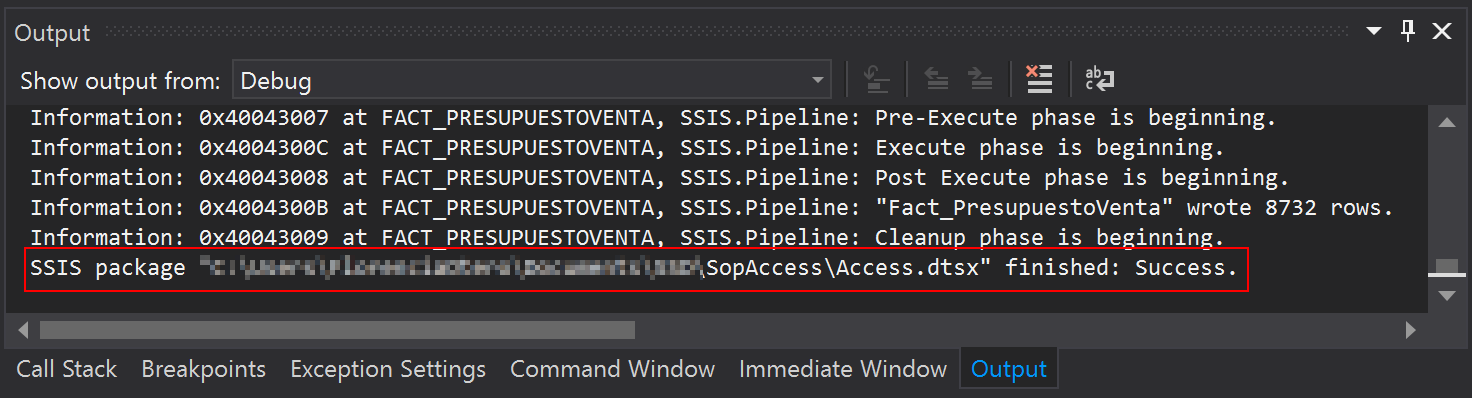 Output
Show output from: Debug
Information: 0x40043007 at FACT_PRESUPUESTOVENTA, SSIS.Pipeline: Pre-Execute phase is beginning.
Information: 0x4004300C at FACT_PRESUPUESTOVENTA, SSIS.Pipeline: Execute phase is beginning.
Information: 0x40043008 at FACT_PRESUPUESTOVENTA, SSIS.Pipeline: Post Execute phase is beginning.
Information: 0x4004300B at FACT_PRESUPUESTOVENTA, SSIS.Pipeline: "Fact_PresupuestoVenta" wrote 8732 rows.
Information: 0x40043009 at FACT_PRESUPUESTOVENTA, SSIS.Pipeline: Cleanup phase is beginning.
SSIS package "\SopAccess\Access.dtsx" finished: Success.
Call Stack Breakpoints Exception Settings Command Window Immediate Window Output